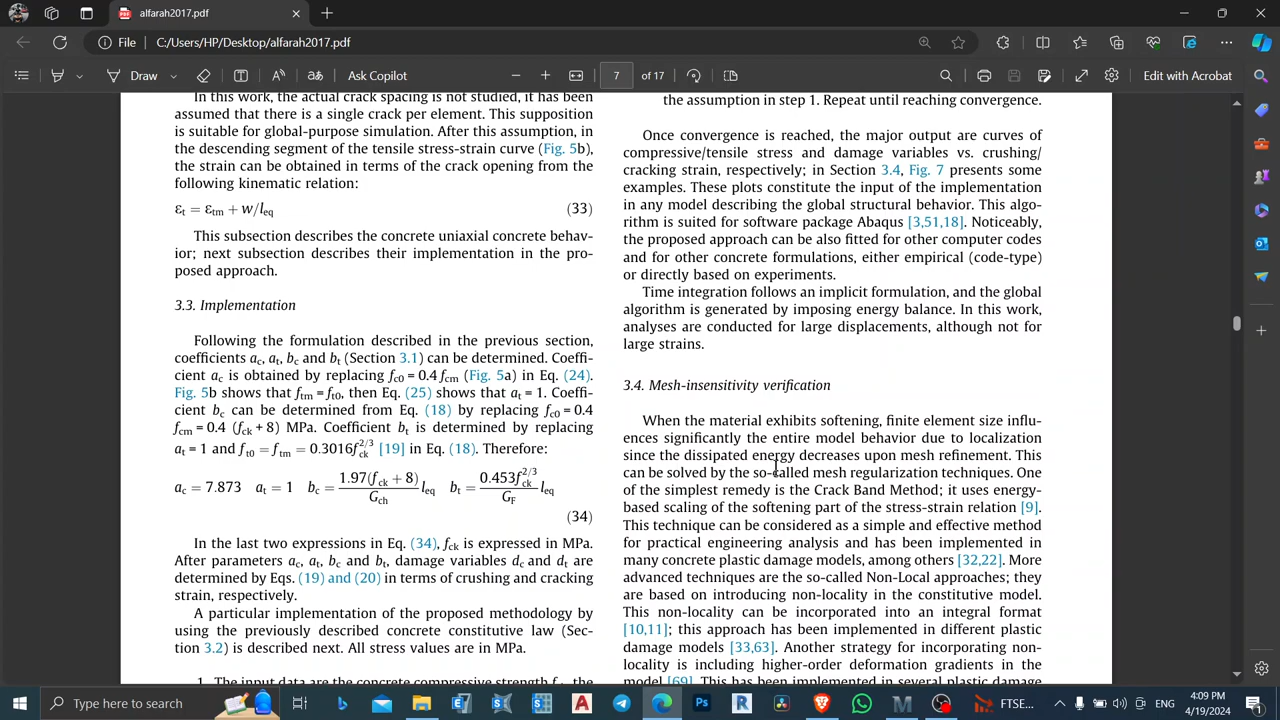 alfarah2017.pdf
File
C:/Users/HP/Desktop/alfarah2017.pdf
Draw
Ask Copilot
7 of 17
Edit with Acrobat
In this work, the actual crack spacing is not studied, it has been
assumed that there is a single crack per element. This supposition
is suitable for global-purpose simulation. After this assumption, in
the descending segment of the tensile stress-strain curve (Fig. 5b),
the strain can be obtained in terms of the crack opening from the
following kinematic relation:
εt = εtm + w/leq (33)
This subsection describes the concrete uniaxial concrete behav-
ior; next subsection describes their implementation in the pro-
posed approach.
3.3. Implementation
Following the formulation described in the previous section,
coefficients ac, at, bc and bt (Section 3.1) can be determined. Coeffi-
cient ac is obtained by replacing fc0 = 0.4 fcm (Fig. 5a) in Eq. (24).
Fig. 5b shows that ftm = ft0, then Eq. (25) shows that at = 1. Coeffi-
cient bc can be determined from Eq. (18) by replacing fc0 = 0.4
fcm = 0.4 (fck + 8) MPa. Coefficient bt is determined by replacing
at = 1 and ft0 = ftm = 0.3016fck^2/3 [19] in Eq. (18). Therefore:
ac = 7.873 at = 1 bc = 1.97(fck + 8)/Gch leq bt = 0.453fck^2/3/GF leq
(34)
In the last two expressions in Eq. (34), fck is expressed in MPa.
After parameters ac, at, bc and bt, damage variables dc and dt are
determined by Eqs. (19) and (20) in terms of crushing and cracking
strain, respectively.
A particular implementation of the proposed methodology by
using the previously described concrete constitutive law (Sec-
tion 3.2) is described next. All stress values are in MPa.
1. The input data are the concrete compressive strength f , the
the assumption in step 1. Repeat until reaching convergence.
Once convergence is reached, the major output are curves of
compressive/tensile stress and damage variables vs. crushing/
cracking strain, respectively; in Section 3.4, Fig. 7 presents some
examples. These plots constitute the input of the implementation
in any model describing the global structural behavior. This algo-
rithm is suited for software package Abaqus [3,51,18]. Noticeably,
the proposed approach can be also fitted for other computer codes
and for other concrete formulations, either empirical (code-type)
or directly based on experiments.
Time integration follows an implicit formulation, and the global
algorithm is generated by imposing energy balance. In this work,
analyses are conducted for large displacements, although not for
large strains.
3.4. Mesh-insensitivity verification
When the material exhibits softening, finite element size influ-
ences significantly the entire model behavior due to localization
since the dissipated energy decreases upon mesh refinement. This
can be solved by the so-called mesh regularization techniques. One
of the simplest remedy is the Crack Band Method; it uses energy-
based scaling of the softening part of the stress-strain relation [9].
This technique can be considered as a simple and effective method
for practical engineering analysis and has been implemented in
many concrete plastic damage models, among others [32,22]. More
advanced techniques are the so-called Non-Local approaches; they
are based on introducing non-locality in the constitutive model.
This non-locality can be incorporated into an integral format
[10,11]; this approach has been implemented in different plastic
damage models [33,63]. Another strategy for incorporating non-
locality is including higher-order deformation gradients in the
model [69]. This has been implemented in several plastic damage
Type here to search
FTSE...
ENG
4:09 PM
4/19/2024